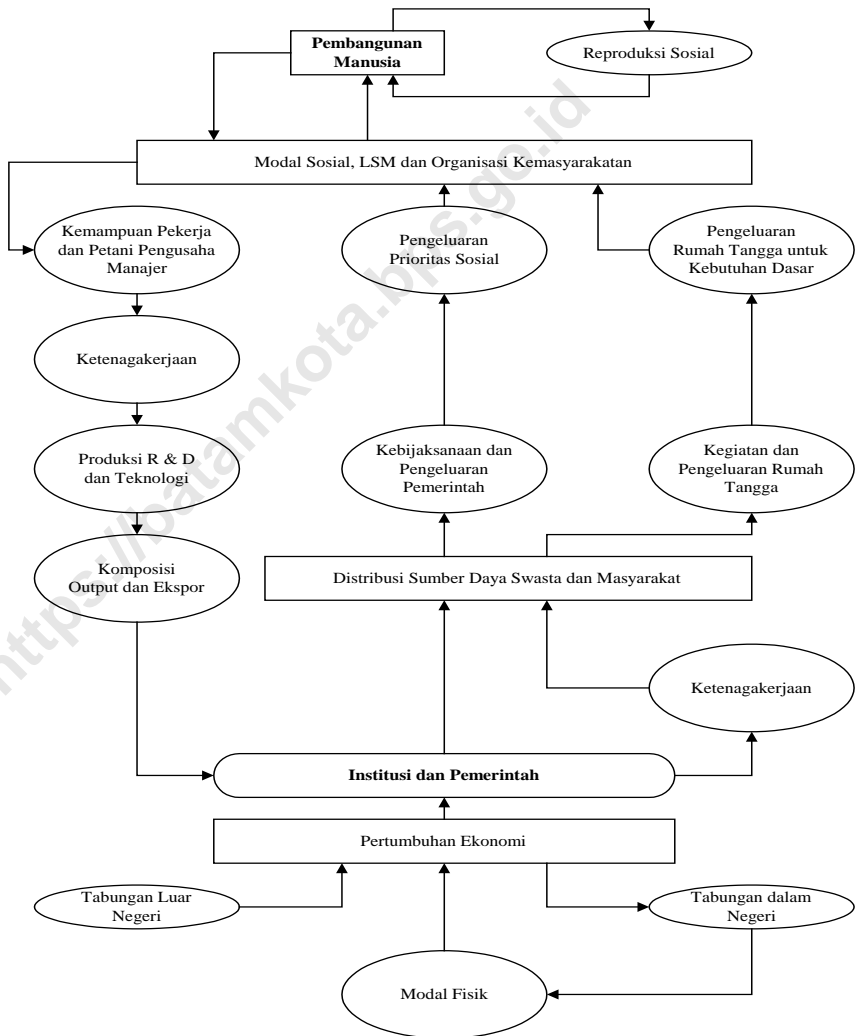 Pembangunan
Manusia
Reproduksi Sosial
Modal Sosial, LSM dan Organisasi Kemasyarakatan
Kemampuan Pekerja
dan Petani Pengusaha
Manajer
Pengeluaran
Prioritas Sosial
Pengeluaran
Rumah Tangga untuk
Kebutuhan Dasar
Ketenagakerjaan
Produksi R & D
dan Teknologi
Kebijaksanaan dan
Pengeluaran
Pemerintah
Kegiatan dan
Pengeluaran Rumah
Tangga
Komposisi
Output dan Ekspor
Distribusi Sumber Daya Swasta dan Masyarakat
Ketenagakerjaan
Institusi dan Pemerintah
Pertumbuhan Ekonomi
Tabungan Luar
Negeri
Tabungan dalam
Negeri
Modal Fisik
https://batamkota.bps.go.id